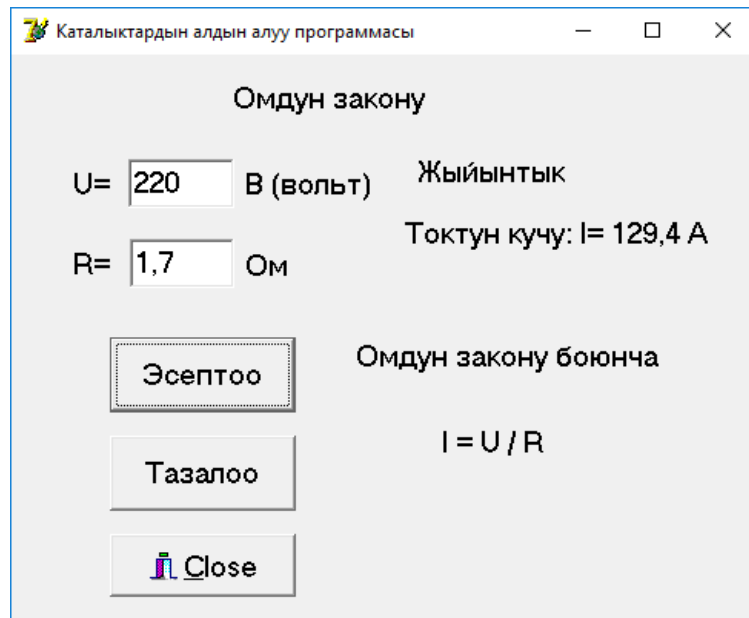 Каталыктардын алдын алуу программасы
Омдун закону
U= 220 В (вольт)
Жыйынтык
Токтун кучу: I= 129,4 А
R= 1,7 Ом
Эсептоо
Омдун закону боюнча
I = U / R
Тазалоо
Close